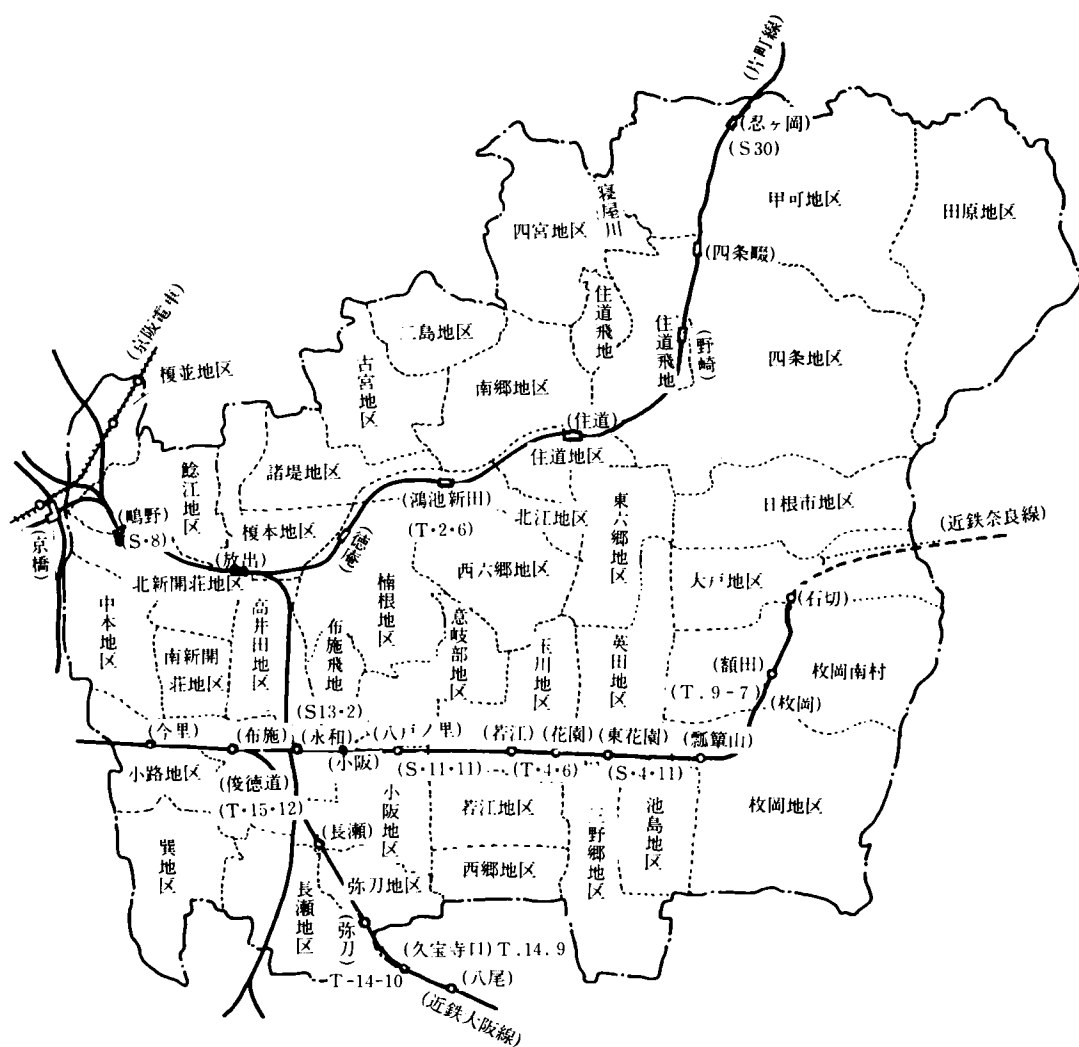 (片町線)
(忍ヶ岡)
(S30)
甲可地区
田原地区
寝屋川
四宮地区
(四条畷)
住道飛地
住道飛地
(野崎)
四条地区
(京阪電車)
榎並地区
二島地区
古宮地区
南郷地区
(住道)
住道地区
諸堤地区
鯰江地区
(鴫野)
(S・8)
(京橋)
榎本地区
(鴻池新田)
(T・2・6)
(徳庵)
北江地区
東六郷地区
日根市地区
(近鉄奈良線)
(放出)
北新開荘地区
西六郷地区
大戸地区
(石切)
中本地区
高井田地区
楠根地区
布施飛地
(S13・2)
意岐部地区
玉川地区
英田地区
南新開
荘地区
(額田)
(T.9-7)
(枚岡)
枚岡南村
(今里)
(布施)
(永和)
(小阪)
(八戸ノ里)
(S・11・11)
(若江)
(花園)
(T・4・6)
(東花園)
(S・4・11)
(瓢箪山)
小路地区
(俊徳道)
(T・15・12)
小阪地区
若江地区
三野郷地区
池島地区
枚岡地区
巽地区
(長瀬)
長瀬地区
弥刀地区
西郷地区
(弥刀)
T-14-10
(久宝寺口) T.14.9
(八尾)
(近鉄大阪線)